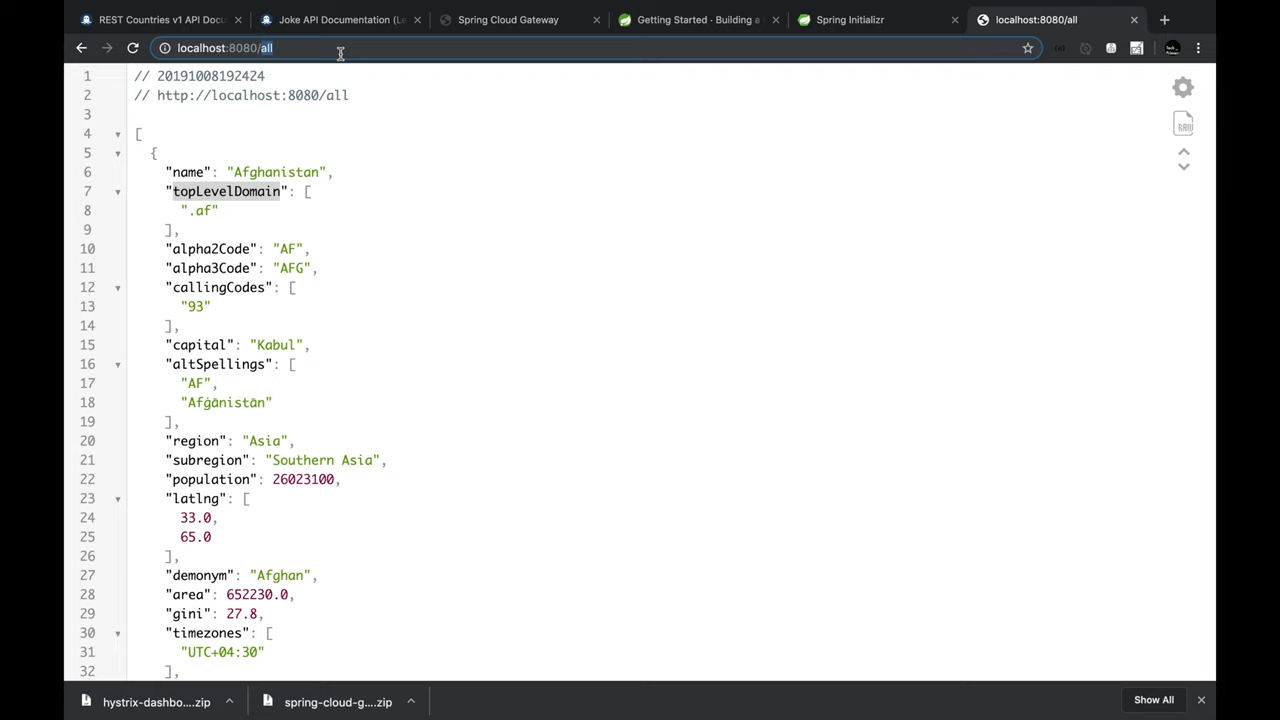 REST Countries v1 API Docu
Joke API Documentation (Le
Spring Cloud Gateway
Getting Started · Building a
Spring Initializr
localhost:8080/all
localhost:8080/all
1 // 20191008192424
2 // http://localhost:8080/all
3
4 [
5 {
6 "name": "Afghanistan",
7 "topLevelDomain": [
8 ".af"
9 ],
10 "alpha2Code": "AF",
11 "alpha3Code": "AFG",
12 "callingCodes": [
13 "93"
14 ],
15 "capital": "Kabul",
16 "altSpellings": [
17 "AF",
18 "Afġānistān"
19 ],
20 "region": "Asia",
21 "subregion": "Southern Asia",
22 "population": 26023100,
23 "latlng": [
24 33.0,
25 65.0
26 ],
27 "demonym": "Afghan",
28 "area": 652230.0,
29 "gini": 27.8,
30 "timezones": [
31 "UTC+04:30"
32 ],
RAW
hystrix-dashbo....zip
spring-cloud-g....zip
Show All